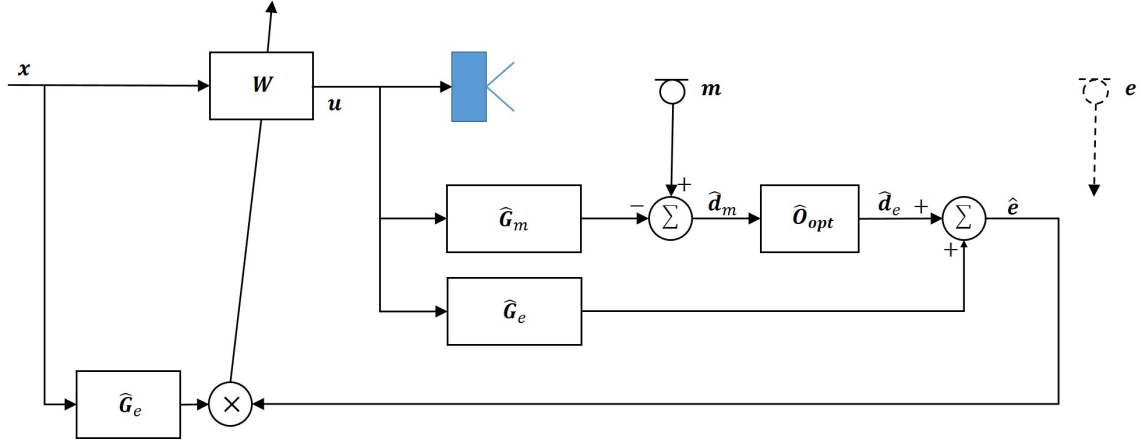 x
W
u
m
e
Ĝₘ
−
+
∑
d̂ₘ
Ôₒₚₜ
d̂ₑ
+
∑
ê
+
Ĝₑ
Ĝₑ
×